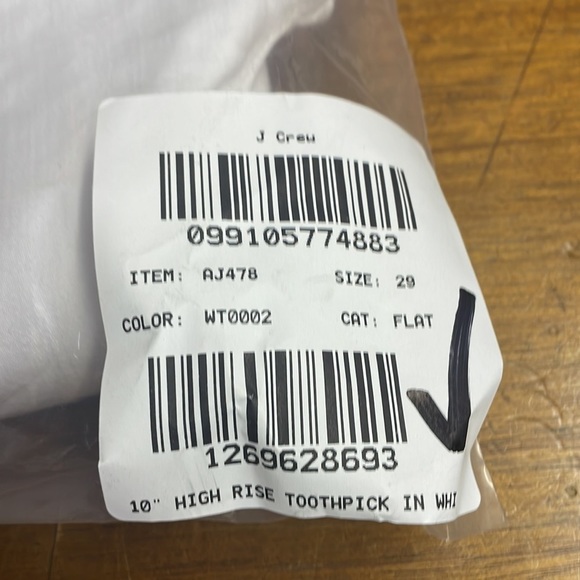 J Crew
099105774883
ITEM: AJ478 SIZE: 29
COLOR: WT0002 CAT: FLAT
1269628693
10" HIGH RISE TOOTHPICK IN WHI